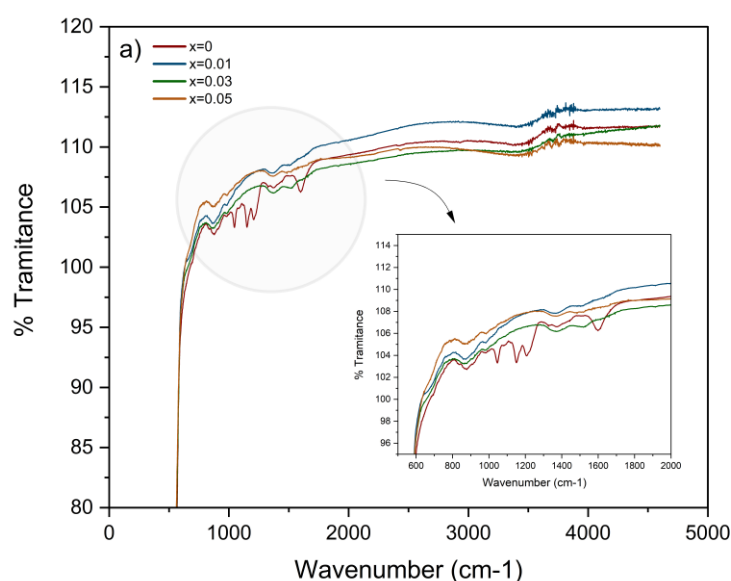 a)
x=0
x=0.01
x=0.03
x=0.05
% Tramitance
120
115
110
105
100
95
90
85
80
0 1000 2000 3000 4000 5000
Wavenumber (cm-1)
% Tramitance
114
112
110
108
106
104
102
100
98
96
600 800 1000 1200 1400 1600 1800 2000
Wavenumber (cm-1)